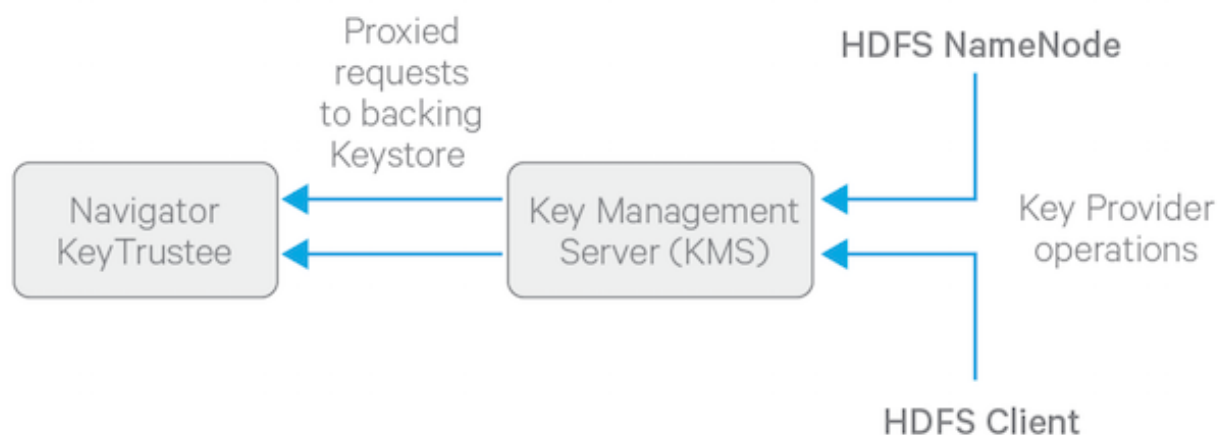 Proxied
requests
to backing
Keystore
HDFS NameNode
Navigator
KeyTrustee
Key Management
Server (KMS)
Key Provider
operations
HDFS Client